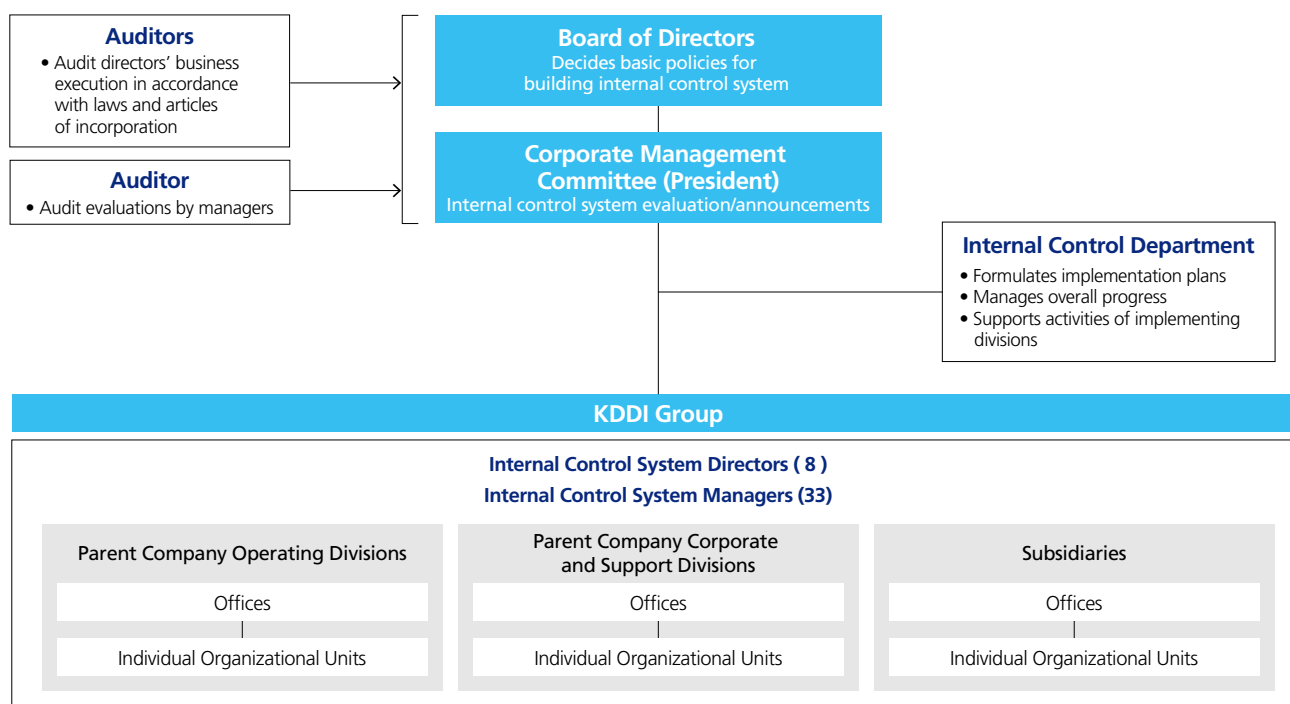 Auditors
• Audit directors’ business
execution in accordance
with laws and articles
of incorporation
Auditor
• Audit evaluations by managers
Board of Directors
Decides basic policies for
building internal control system
Corporate Management
Committee (President)
Internal control system evaluation/announcements
Internal Control Department
• Formulates implementation plans
• Manages overall progress
• Supports activities of implementing
divisions
KDDI Group
Internal Control System Directors ( 8 )
Internal Control System Managers (33)
Parent Company Operating Divisions
Offices
Individual Organizational Units
Parent Company Corporate
and Support Divisions
Offices
Individual Organizational Units
Subsidiaries
Offices
Individual Organizational Units